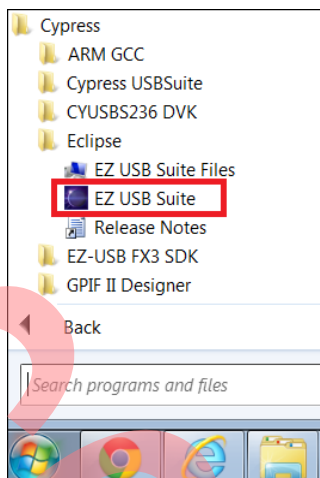 Cypress
ARM GCC
Cypress USBSuite
CYUSBS236 DVK
Eclipse
EZ USB Suite Files
EZ USB Suite
Release Notes
EZ-USB FX3 SDK
GPIF II Designer
Back
Search programs and files